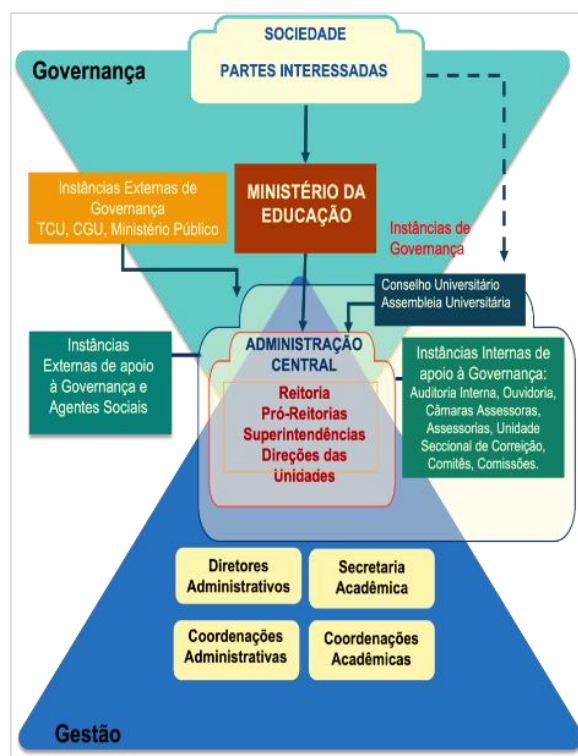 SOCIEDADE
PARTES INTERESSADAS
Governança
Instâncias Externas de
Governança
TCU, CGU, Ministério Público
MINISTÉRIO DA
EDUCAÇÃO
Instâncias de
Governança
Conselho Universitário
Assembleia Universitária
Instâncias
Externas de apoio
à Governança e
Agentes Sociais
ADMINISTRAÇÃO
CENTRAL
Reitoria
Pró-Reitorias
Superintendências
Direções das
Unidades
Instâncias Internas de
apoio à Governança:
Auditoria Interna, Ouvidoria,
Câmaras Assessoras,
Assessorias, Unidade
Seccional de Correição,
Comitês, Comissões.
Diretores
Administrativos
Secretaria
Acadêmica
Coordenações
Administrativas
Coordenações
Acadêmicas
Gestão